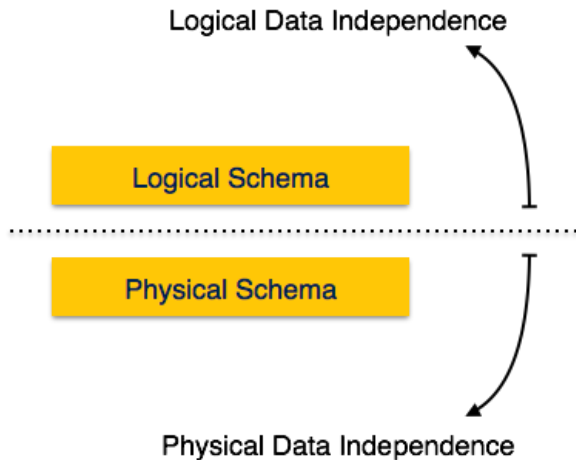 Logical Data Independence
Logical Schema
Physical Schema
Physical Data Independence